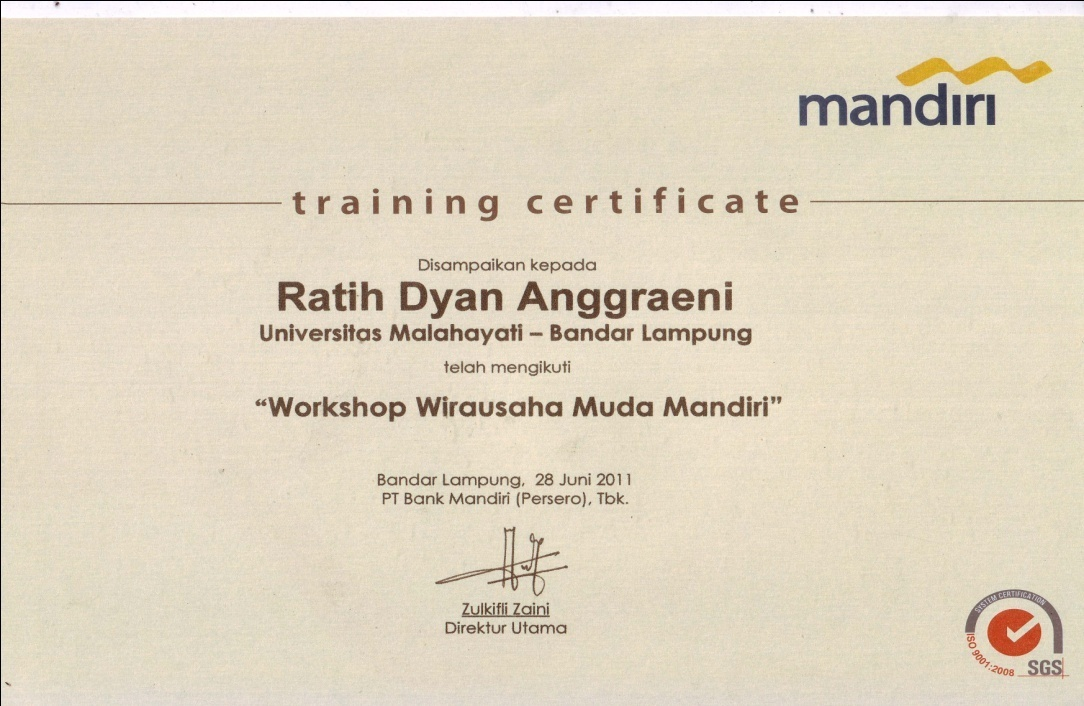 mandırı
training certificate
Disampaikan kepada
Ratih Dyan Anggraeni
Universitas Malahayati – Bandar Lampung
telah mengikuti
“Workshop Wirausaha Muda Mandiri”
Bandar Lampung, 28 Juni 2011
PT Bank Mandiri (Persero), Tbk.
Zulkifli Zaini
Direktur Utama
SYSTEM CERTIFICATION
ISO 9001:2008
SGS